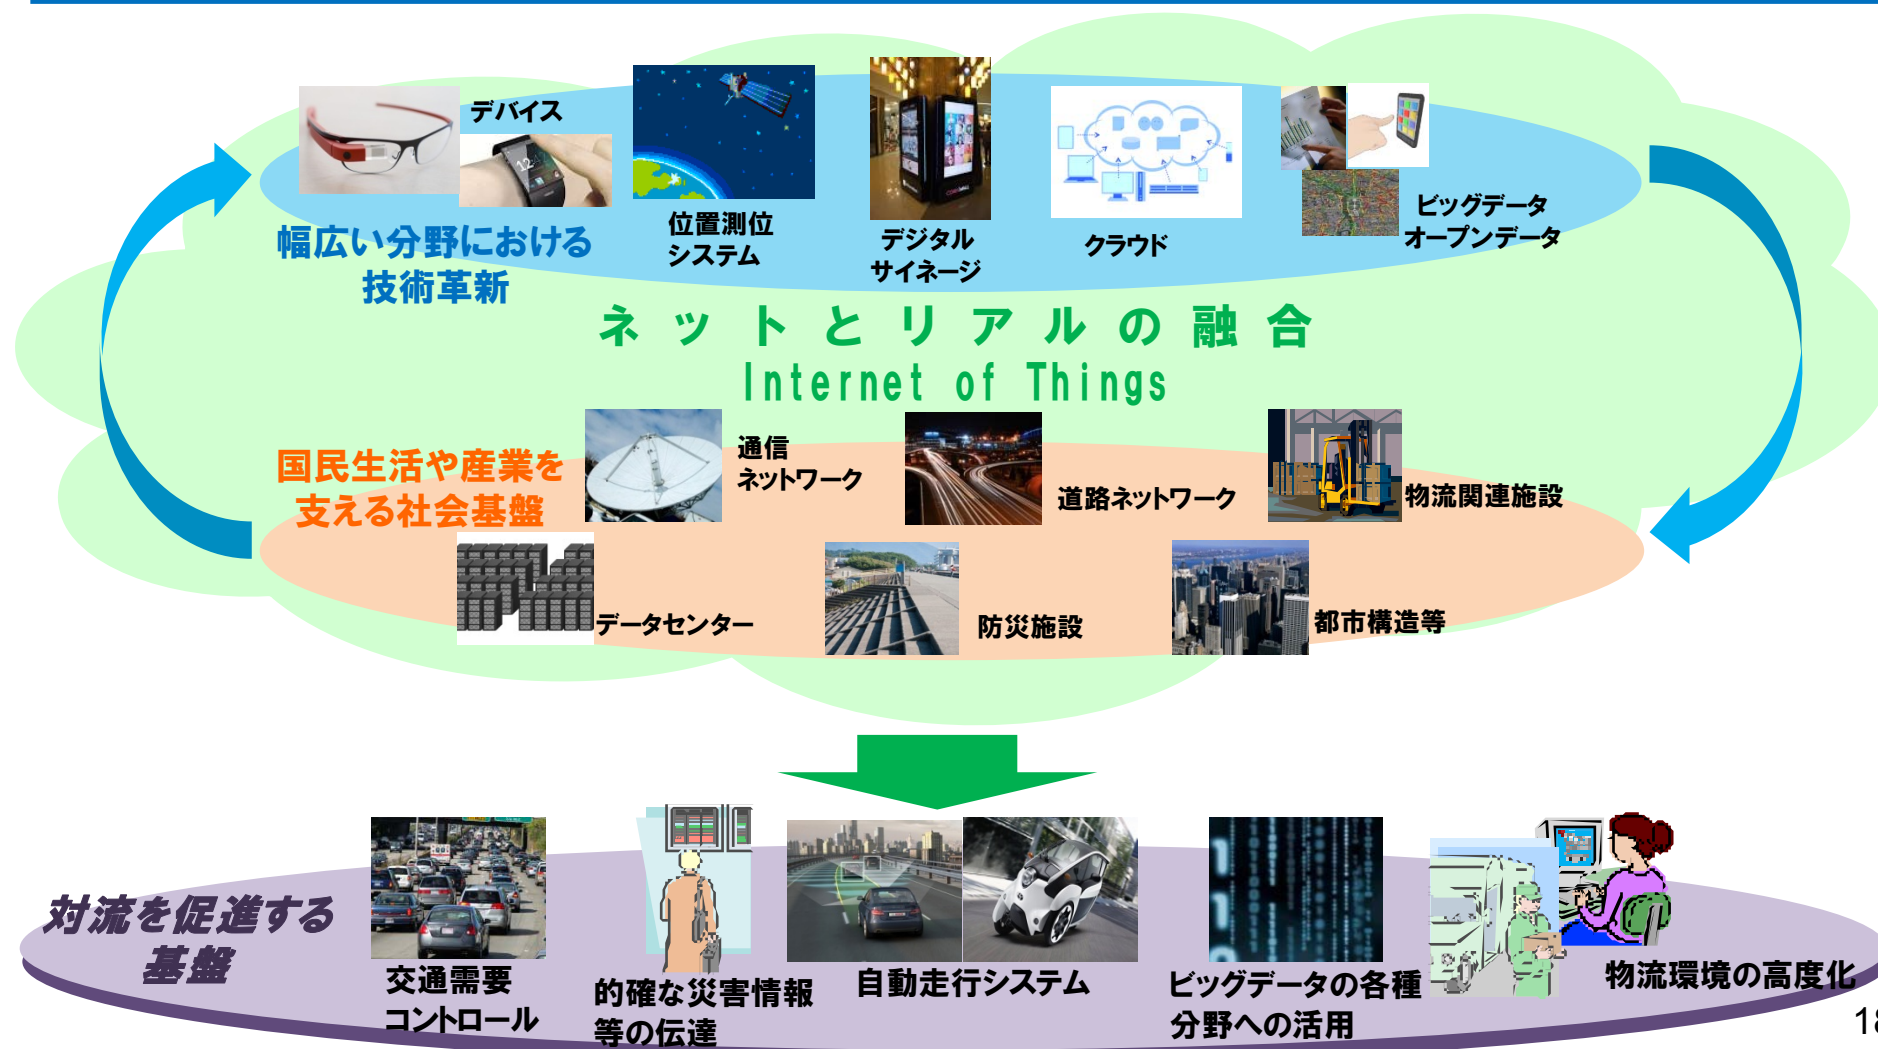 デバイス
位置測位
システム
デジタル
サイネージ
クラウド
ビッグデータ
オープンデータ
幅広い分野における
技術革新
ネットとリアルの融合
Internet of Things
国民生活や産業を
支える社会基盤
通信
ネットワーク
道路ネットワーク
物流関連施設
データセンター
防災施設
都市構造等
対流を促進する
基盤
交通需要
コントロール
的確な災害情報
等の伝達
自動走行システム
ビッグデータの各種
分野への活用
物流環境の高度化
18